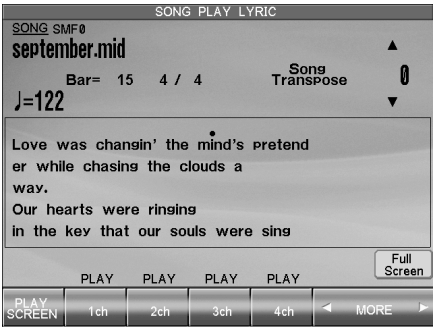 SONG PLAY LYRIC
SONG SMF0
september.mid
Bar= 15 4 / 4
Song
Transpose
0
♩=122
Love was changin' the mind's pretend
er while chasing the clouds a
way.
Our hearts were ringing
in the key that our souls were sing
Full
Screen
PLAY PLAY PLAY PLAY
PLAY
SCREEN
1ch 2ch 3ch 4ch MORE